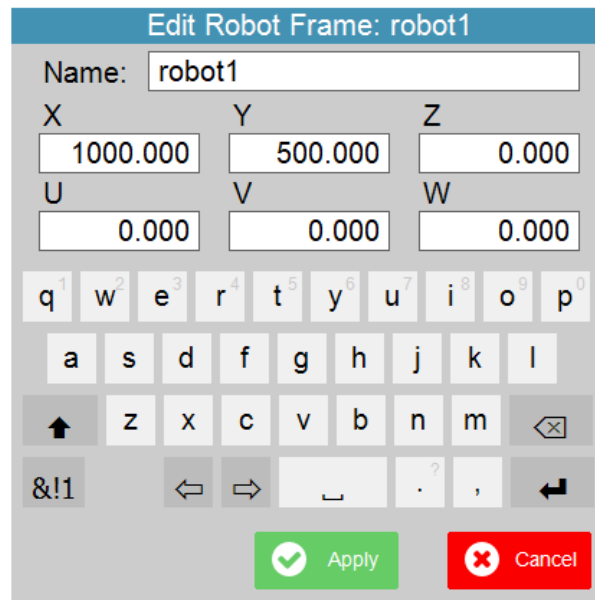 Edit Robot Frame: robot1
Name: robot1
X Y Z
1000.000 500.000 0.000
U V W
0.000 0.000 0.000
q 1 w 2 e 3 r 4 t 5 y 6 u 7 i 8 o 9 p 0
a s d f g h j k l
z x c v b n m
&!1 . ? ,
Apply Cancel